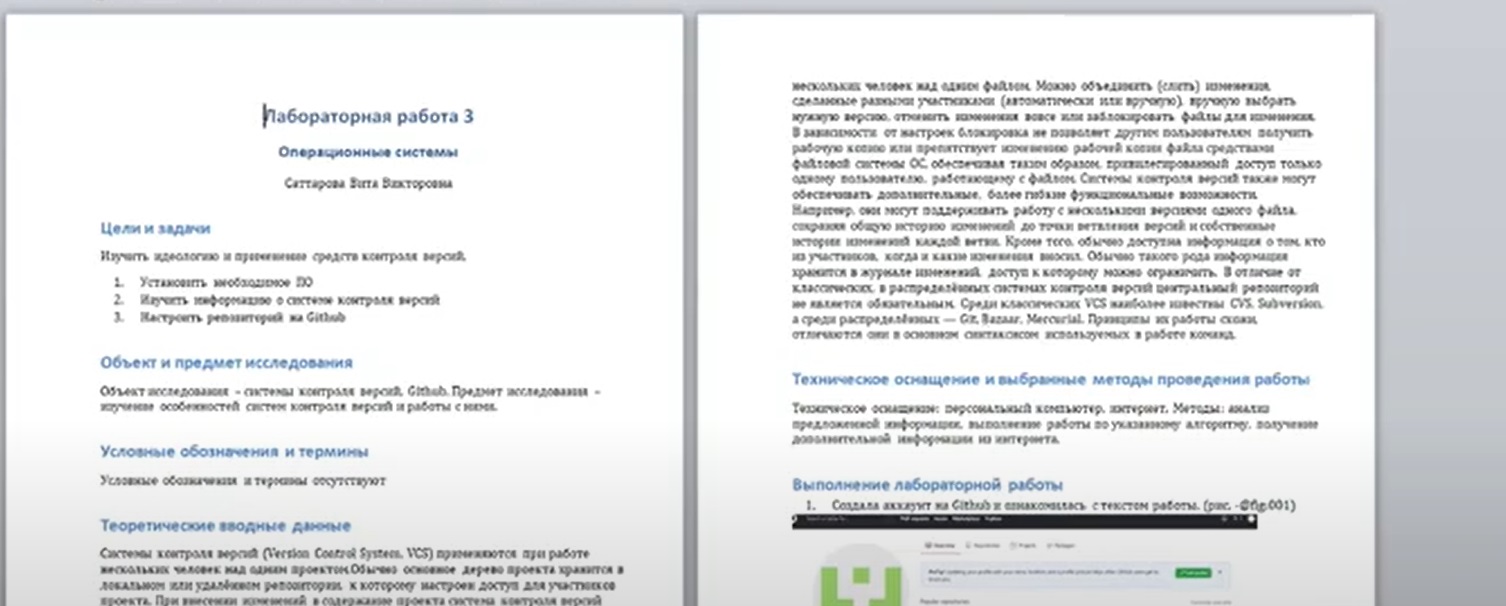 Лабораторная работа 3
Операционные системы
Саттарова Вита Викторовна
Цели и задачи
Изучить идеологию и применение средств контроля версий.
1. Установить необходимое ПО
2. Изучить информацию о системе контроля версий
3. Настроить репозиторий на Github
Объект и предмет исследования
Объект исследования – системы контроля версий, Github. Предмет исследования –
изучение особенностей систем контроля версий и работы с ними.
Условные обозначения и термины
Условные обозначения и термины отсутствуют
Теоретические вводные данные
Системы контроля версий (Version Control System, VCS) применяются при работе
нескольких человек над одним проектом.Обычно основное дерево проекта хранится в
локальном или удалённом репозитории, к которому настроен доступ для участников
проекта. При внесении изменений в содержание проекта система контроля версий
нескольких человек над одним файлом. Можно объединить (слить) изменения,
сделанные разными участниками (автоматически или вручную), вручную выбрать
нужную версию, отменить изменения вовсе или заблокировать файлы для изменения.
В зависимости от настроек блокировка не позволяет другим пользователям получить
рабочую копию или препятствует изменению рабочей копии файла средствами
файловой системы ОС, обеспечивая таким образом, привилегированный доступ только
одному пользователю, работающему с файлом. Системы контроля версий также могут
обеспечивать дополнительные, более гибкие функциональные возможности.
Например, они могут поддерживать работу с несколькими версиями одного файла,
сохраняя общую историю изменений до точки ветвления версий и собственные
истории изменений каждой ветви. Кроме того, обычно доступна информация о том, кто
из участников, когда и какие изменения вносил. Обычно такого рода информация
хранится в журнале изменений, доступ к которому можно ограничить. В отличие от
классических, в распределённых системах контроля версий центральный репозиторий
не является обязательным. Среди классических VCS наиболее известны CVS, Subversion,
а среди распределённых — Git, Bazaar, Mercurial. Принципы их работы схожи,
отличаются они в основном синтаксисом используемых в работе команд.
Техническое оснащение и выбранные методы проведения работы
Техническое оснащение: персональный компьютер, интернет. Методы: анализ
предложенной информации, выполнение работы по указанному алгоритму, получение
дополнительной информации из интернета.
Выполнение лабораторной работы
1. Создала аккаунт на Github и ознакомилась с текстом работы. (рис. -@fig:001)